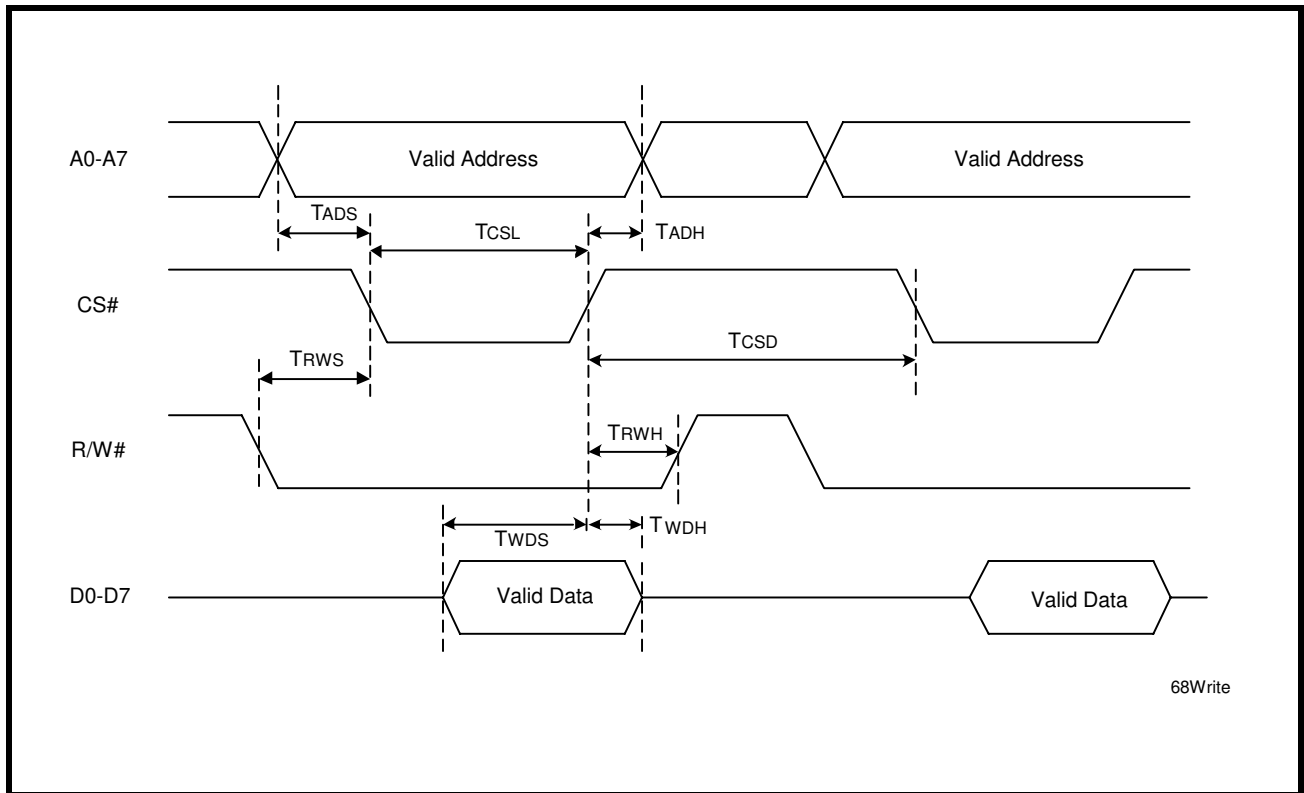 A0-A7
Valid Address
Valid Address
TADS
TCSL
TADH
CS#
TCSD
TRWS
R/W#
TRWH
TWDS
TWDH
D0-D7
Valid Data
Valid Data
68Write